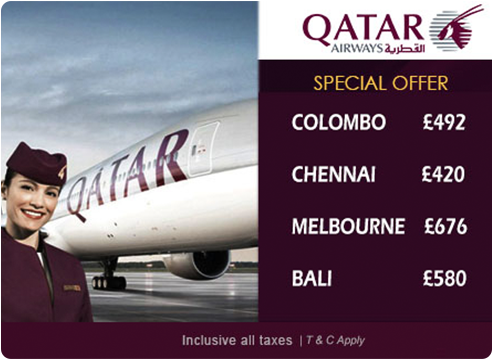 QATAR
AIRWAYS القطرية
SPECIAL OFFER
COLOMBO £492
CHENNAI £420
MELBOURNE £676
BALI £580
QATAR
Inclusive all taxes | T & C Apply